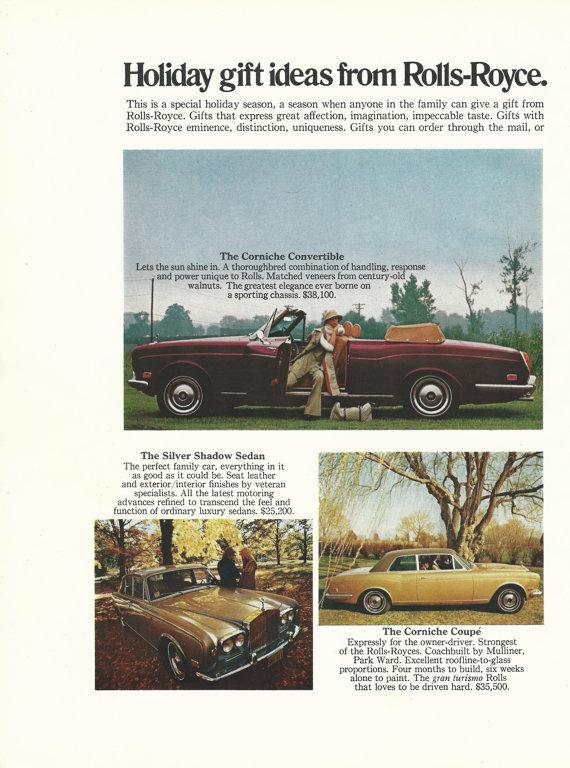 Holiday gift ideas from Rolls-Royce.
This is a special holiday season, a season when anyone in the family can give a gift from
Rolls-Royce. Gifts that express great affection, imagination, impeccable taste. Gifts with
Rolls-Royce eminence, distinction, uniqueness. Gifts you can order through the mail, or
The Corniche Convertible
Lets the sun shine in. A thoroughbred combination of handling, response
and power unique to Rolls. Matched veneers from century-old
walnuts. The greatest elegance ever borne on
a sporting chassis. $38,100.
The Silver Shadow Sedan
The perfect family car, everything in it
as good as it could be. Seat leather
and exterior/interior finishes by veteran
specialists. All the latest motoring
advances refined to transcend the feel and
function of ordinary luxury sedans. $25,200.
The Corniche Coupé
Expressly for the owner-driver. Strongest
of the Rolls-Royces. Coachbuilt by Mulliner,
Park Ward. Excellent roofline-to-glass
proportions. Four months to build, six weeks
alone to paint. The gran turismo Rolls
that loves to be driven hard. $35,500.